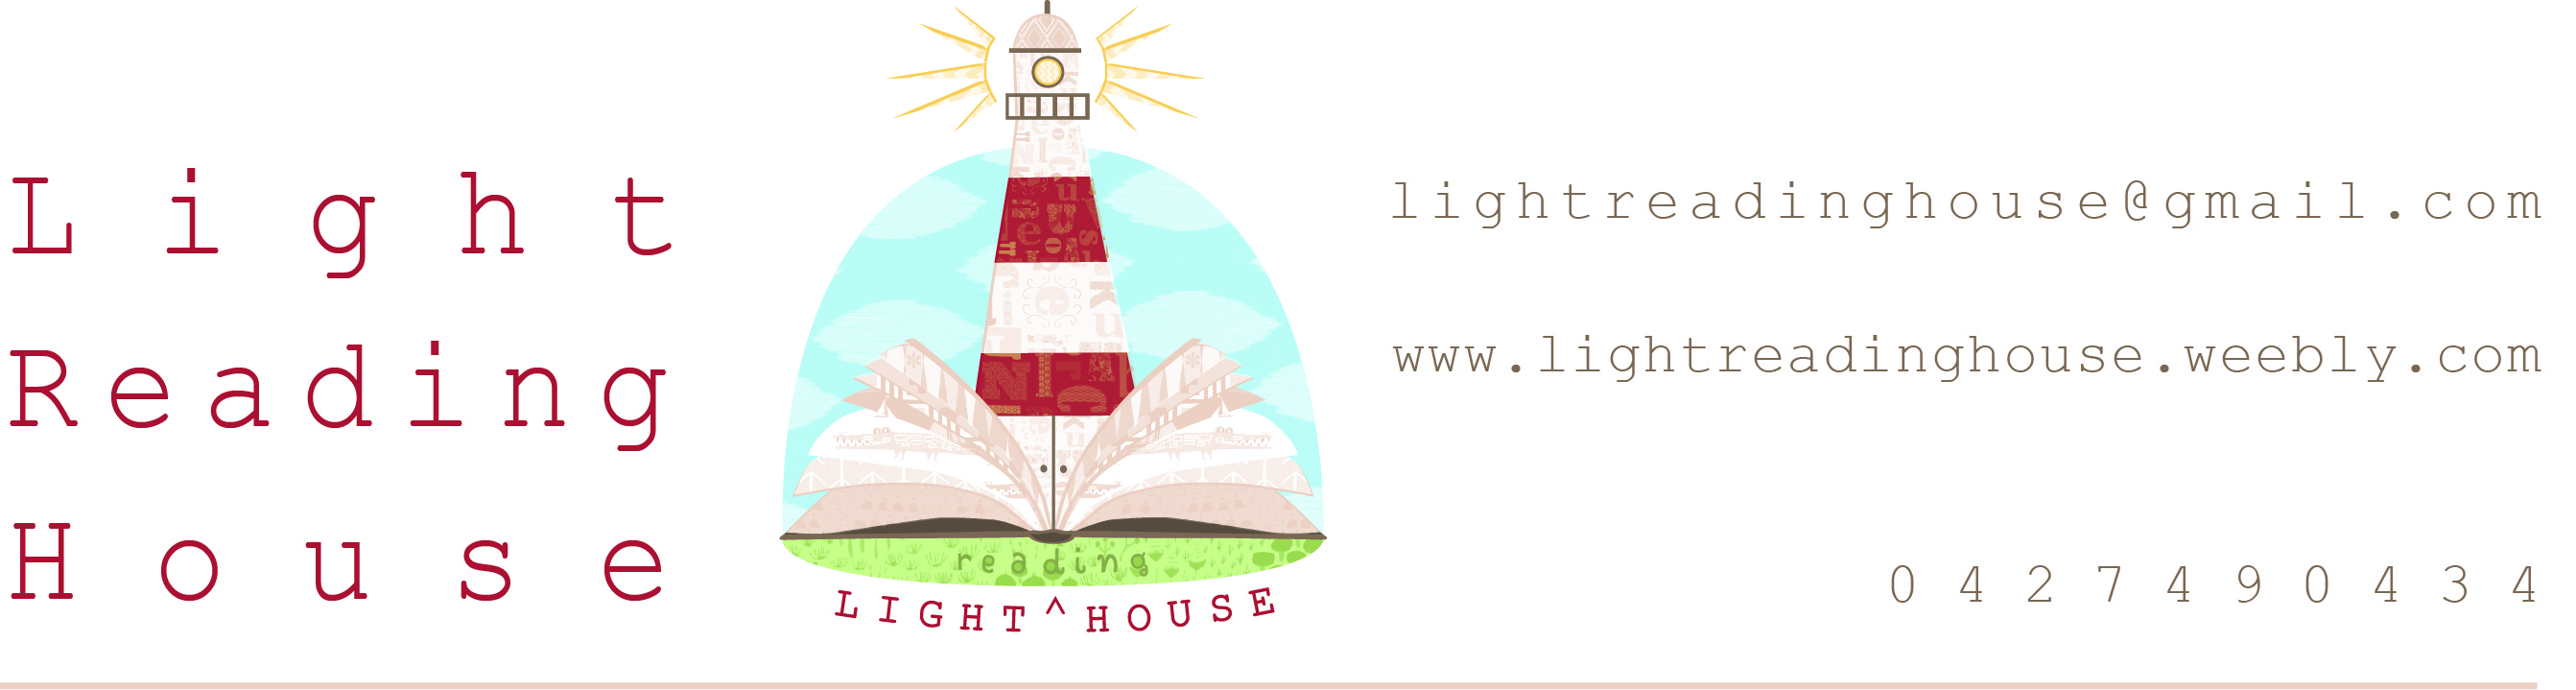 Light
Reading
House
reading
LIGHT^HOUSE
lightreadinghouse@gmail.com
www.lightreadinghouse.weebly.com
0427490434